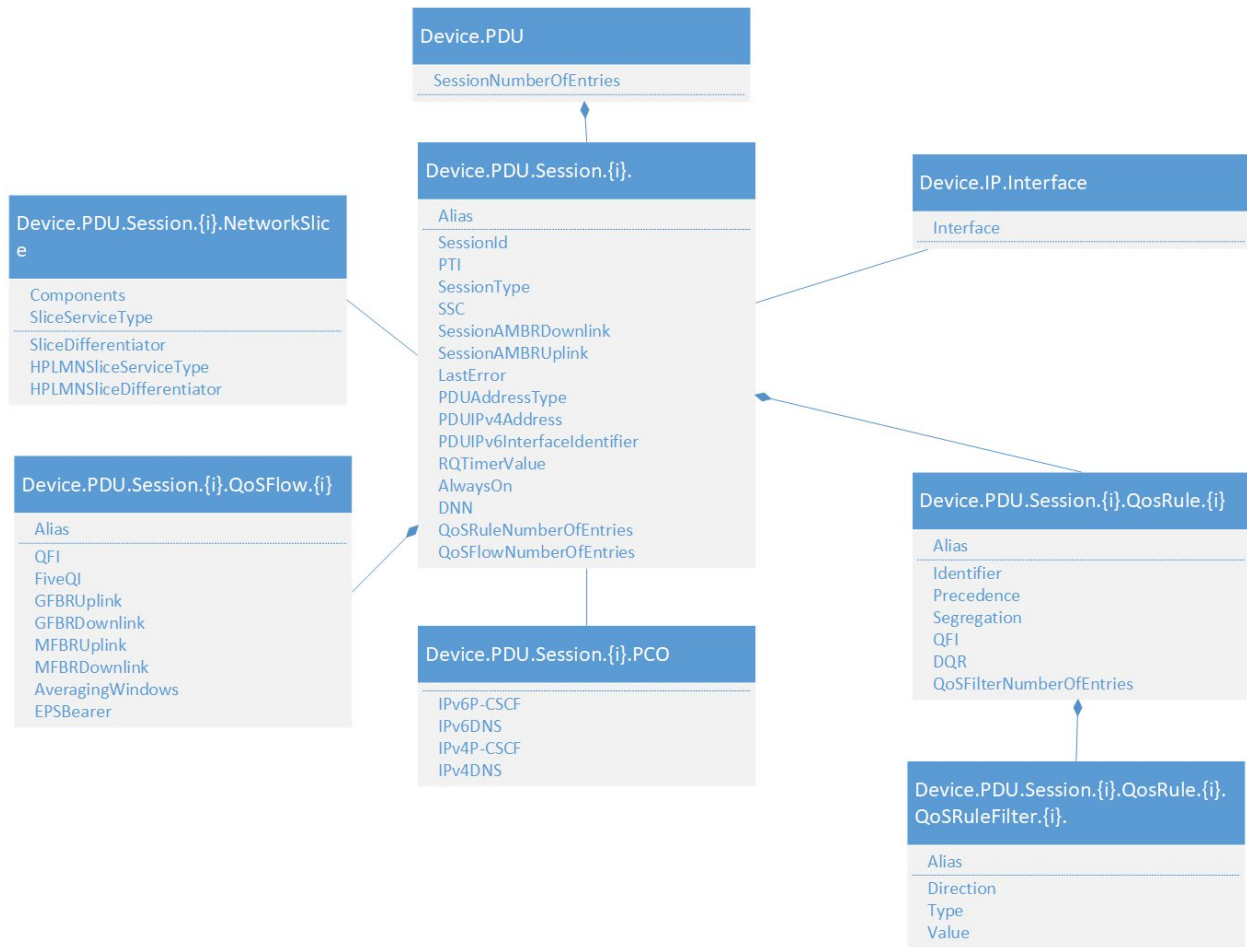 Device.PDU
SessionNumberOfEntries
Device.PDU.Session.{i}.
Alias
SessionId
PTI
SessionType
SSC
SessionAMBRDownlink
SessionAMBRUplink
LastError
PDUAddressType
PDUIPv4Address
PDUIPv6InterfaceIdentifier
RQTimerValue
AlwaysOn
DNN
QoSRuleNumberOfEntries
QoSFlowNumberOfEntries
Device.IP.Interface
Interface
Device.PDU.Session.{i}.NetworkSlic
e
Components
SliceServiceType
SliceDifferentiator
HPLMNSliceServiceType
HPLMNSliceDifferentiator
Device.PDU.Session.{i}.QoSFlow.{i}
Alias
QFI
FiveQI
GFBRUplink
GFBRDownlink
MFBRUplink
MFBRDownlink
AveragingWindows
EPSBearer
Device.PDU.Session.{i}.PCO
IPv6P-CSCF
IPv6DNS
IPv4P-CSCF
IPv4DNS
Device.PDU.Session.{i}.QosRule.{i}
Alias
Identifier
Precedence
Segregation
QFI
DQR
QoSFilterNumberOfEntries
Device.PDU.Session.{i}.QosRule.{i}.
QoSRuleFilter.{i}.
Alias
Direction
Type
Value